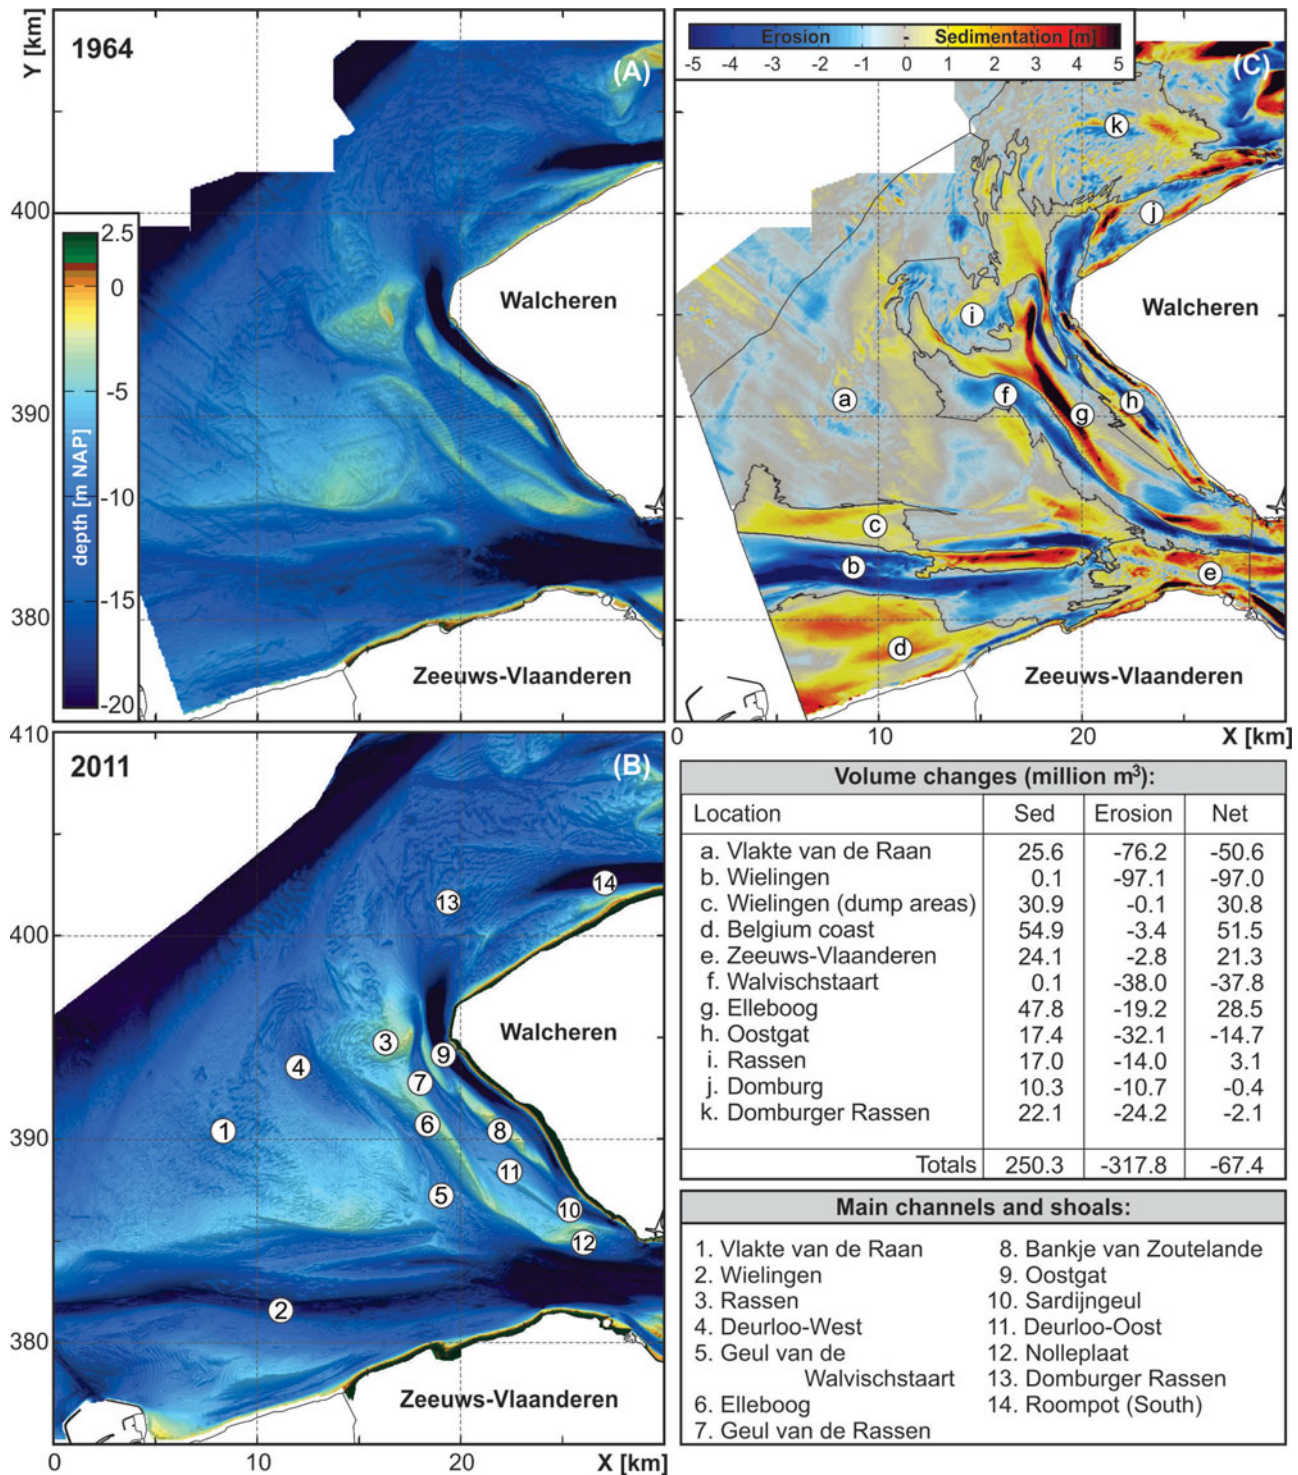 Y [km]
1964
(A)
400
390
380
2.5
0
-5
-10
-15
-20
depth [m NAP]
Walcheren
Zeeuws-Vlaanderen
Erosion - Sedimentation [m]
-5 -4 -3 -2 -1 0 1 2 3 4 5
(C)
k
j
i
Walcheren
a
f
g
h
c
b
e
d
Zeeuws-Vlaanderen
0 10 20 X [km]
410
2011
(B)
400
390
380
14
13
Walcheren
3
9
4
7
6
8
1
11
5
10
12
2
Zeeuws-Vlaanderen
0 10 20 X [km]
Volume changes (million m³):
Location Sed Erosion Net
a. Vlakte van de Raan 25.6 -76.2 -50.6
b. Wielingen 0.1 -97.1 -97.0
c. Wielingen (dump areas) 30.9 -0.1 30.8
d. Belgium coast 54.9 -3.4 51.5
e. Zeeuws-Vlaanderen 24.1 -2.8 21.3
f. Walvischstaart 0.1 -38.0 -37.8
g. Elleboog 47.8 -19.2 28.5
h. Oostgat 17.4 -32.1 -14.7
i. Rassen 17.0 -14.0 3.1
j. Domburg 10.3 -10.7 -0.4
k. Domburger Rassen 22.1 -24.2 -2.1
Totals 250.3 -317.8 -67.4
Main channels and shoals:
1. Vlakte van de Raan
2. Wielingen
3. Rassen
4. Deurloo-West
5. Geul van de
Walvischstaart
6. Elleboog
7. Geul van de Rassen
8. Bankje van Zoutelande
9. Oostgat
10. Sardijngeul
11. Deurloo-Oost
12. Nolleplaat
13. Domburger Rassen
14. Roompot (South)